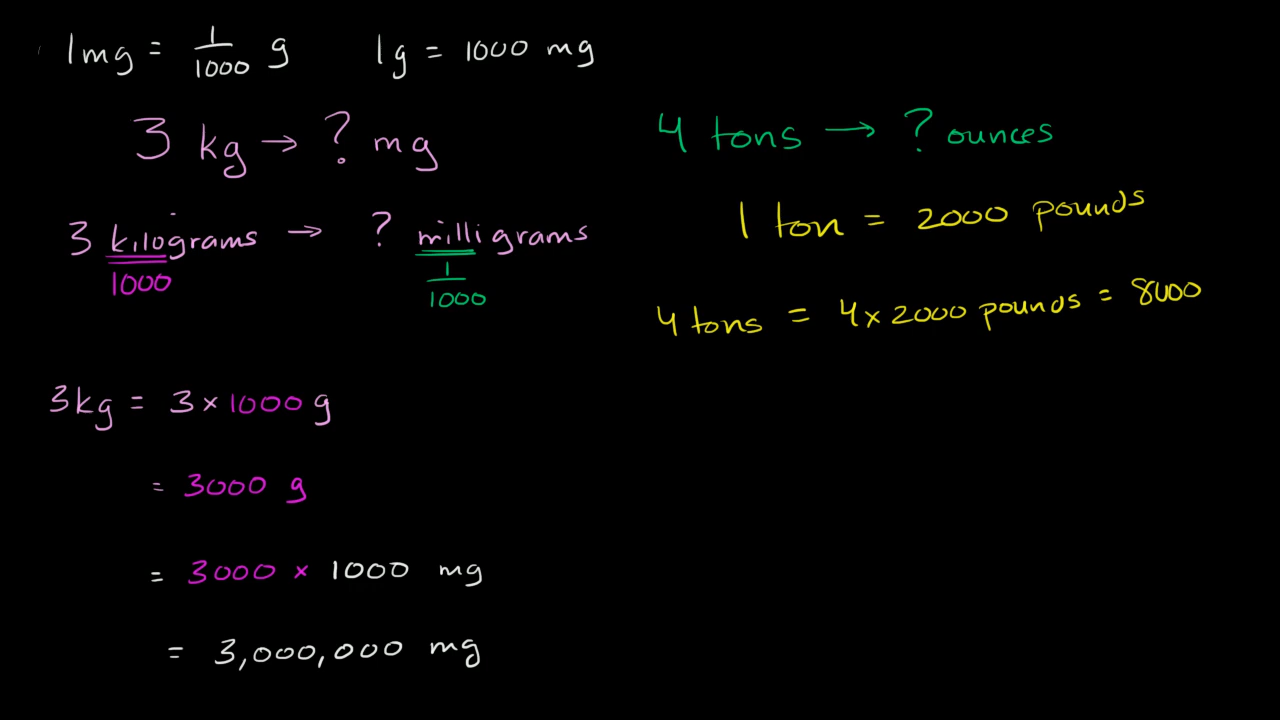 1mg = 1/1000 g    1g = 1000 mg
3 kg → ? mg
3 kilograms → ? milligrams
1000    1/1000
3kg = 3 × 1000 g
= 3000 g
= 3000 × 1000 mg
= 3,000,000 mg
4 tons → ? ounces
1 ton = 2000 pounds
4 tons = 4 × 2000 pounds = 8000